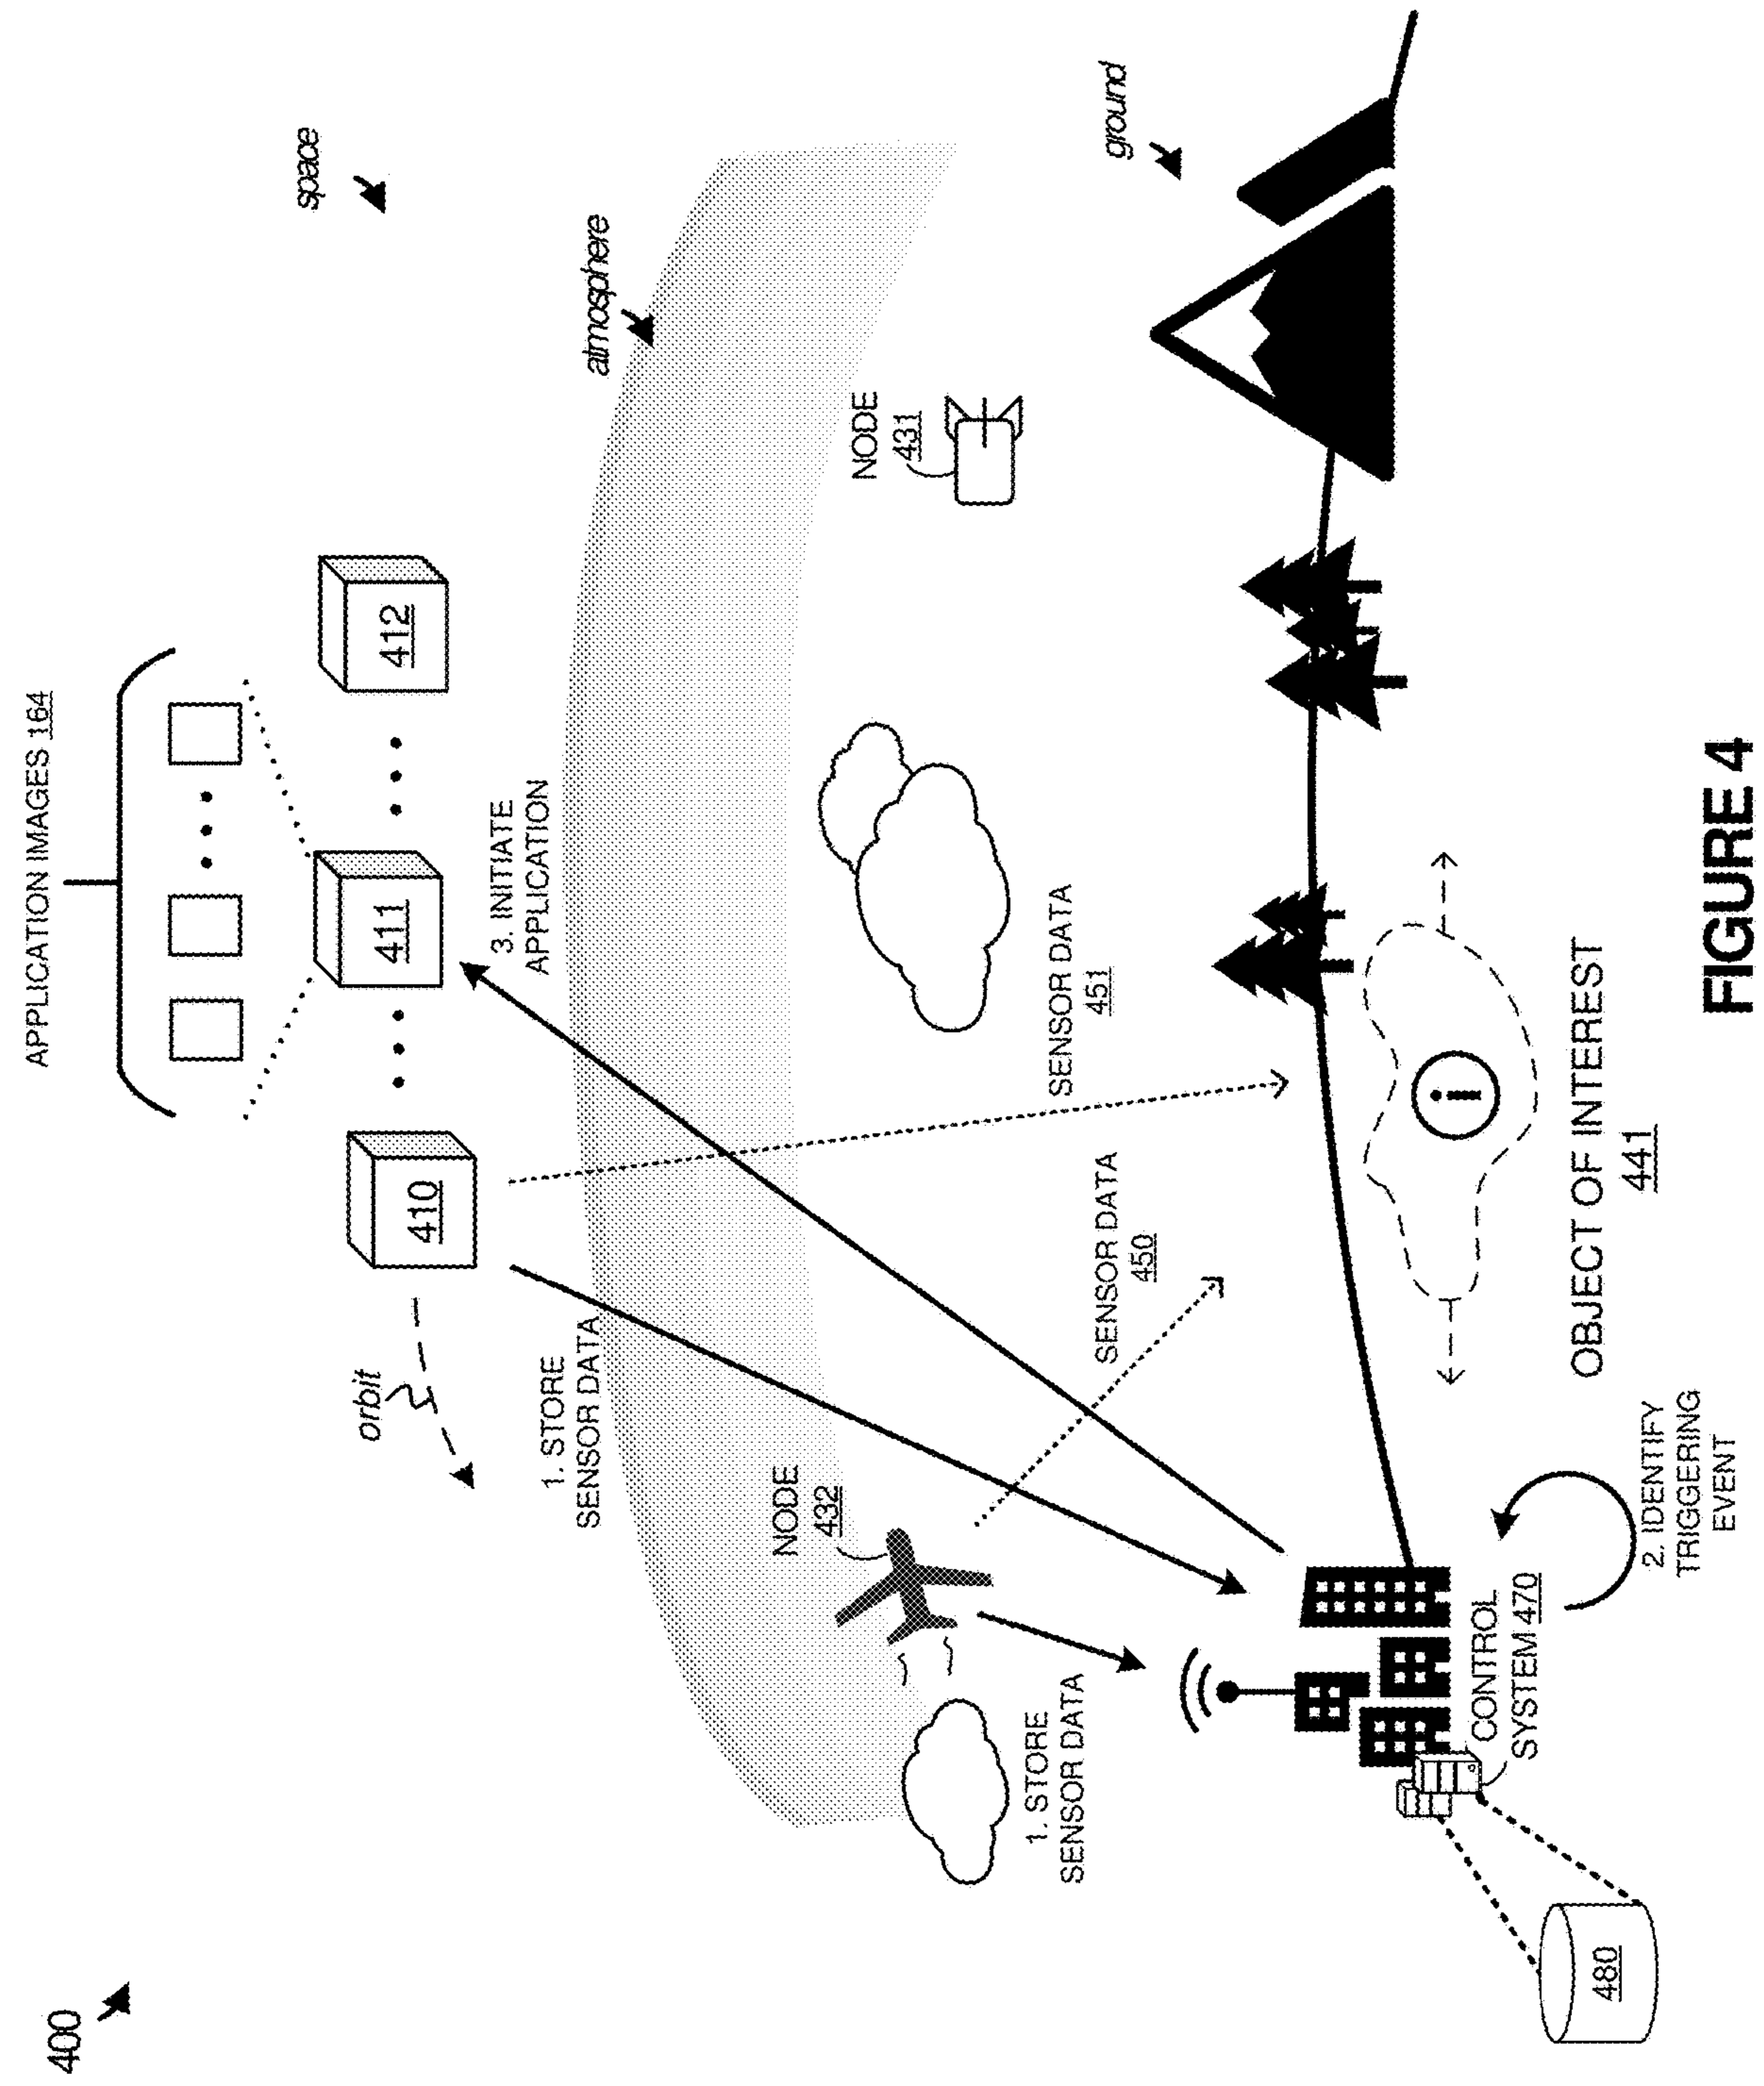 400
APPLICATION IMAGES 164
space
410
411
412
orbit
3. INITIATE
APPLICATION
atmosphere
1. STORE
SENSOR DATA
NODE
432
NODE
431
1. STORE
SENSOR DATA
SENSOR DATA
450
SENSOR DATA
451
ground
CONTROL
SYSTEM 470
i
480
2. IDENTIFY
TRIGGERING
EVENT
OBJECT OF INTEREST
441
FIGURE 4